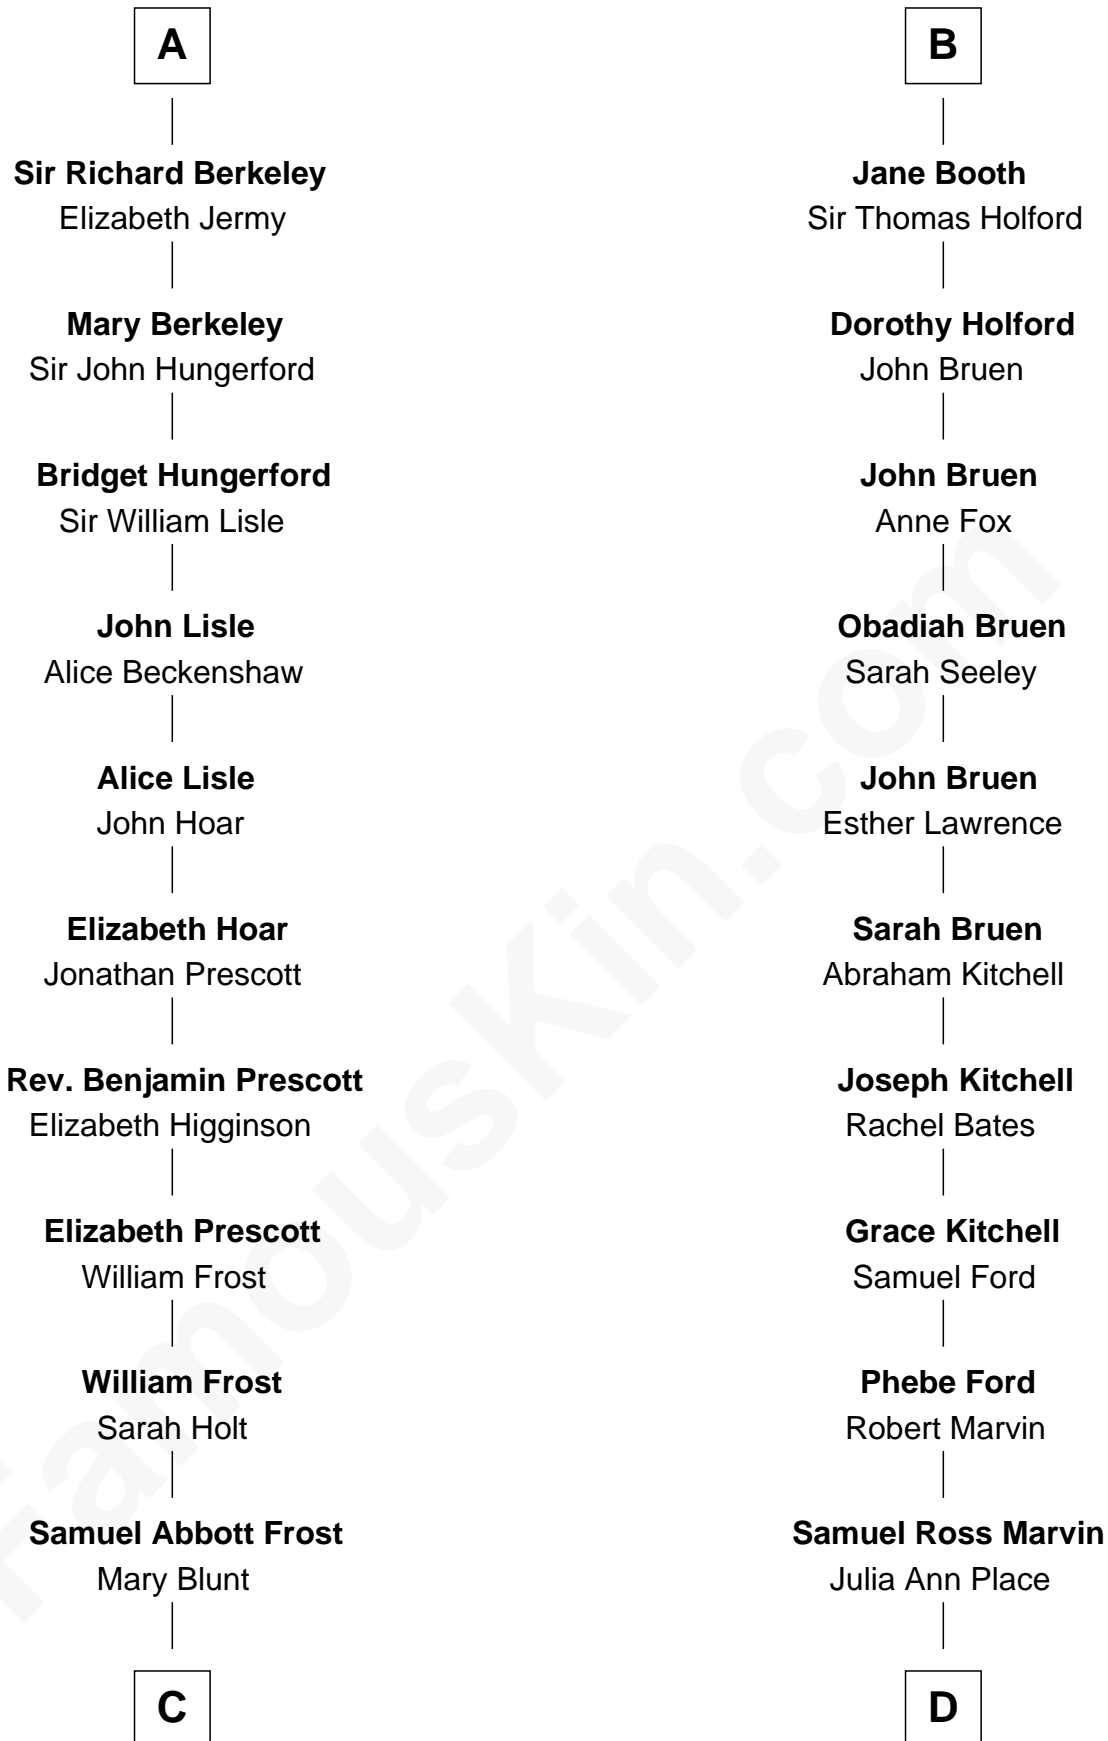 A
Sir Richard Berkeley
Elizabeth Jermy
Mary Berkeley
Sir John Hungerford
Bridget Hungerford
Sir William Lisle
John Lisle
Alice Beckenshaw
Alice Lisle
John Hoar
Elizabeth Hoar
Jonathan Prescott
Rev. Benjamin Prescott
Elizabeth Higginson
Elizabeth Prescott
William Frost
William Frost
Sarah Holt
Samuel Abbott Frost
Mary Blunt
C
B
Jane Booth
Sir Thomas Holford
Dorothy Holford
John Bruen
John Bruen
Anne Fox
Obadiah Bruen
Sarah Seeley
John Bruen
Esther Lawrence
Sarah Bruen
Abraham Kitchell
Joseph Kitchell
Rachel Bates
Grace Kitchell
Samuel Ford
Phebe Ford
Robert Marvin
Samuel Ross Marvin
Julia Ann Place
D
FamousKin.com